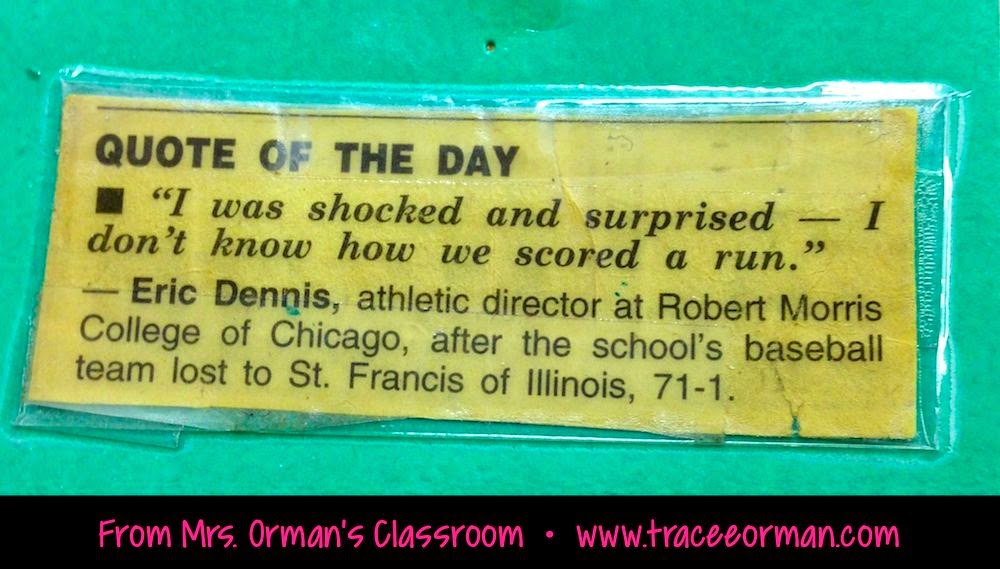 QUOTE OF THE DAY
■ “I was shocked and surprised — I
don’t know how we scored a run.”
— Eric Dennis, athletic director at Robert Morris
College of Chicago, after the school’s baseball
team lost to St. Francis of Illinois, 71-1.
From Mrs. Orman's Classroom • www.traceeorman.com